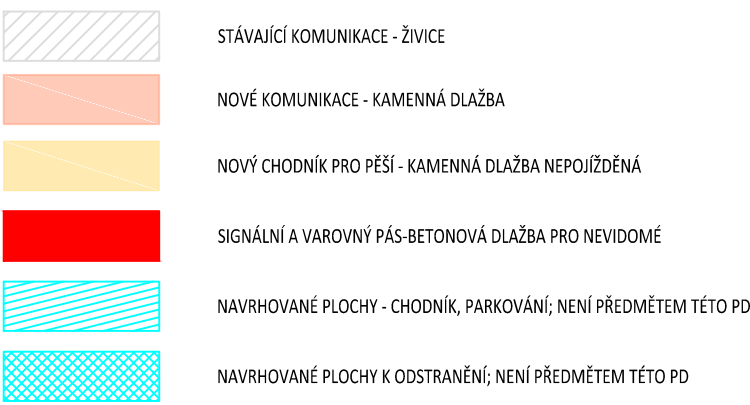 STÁVAJÍCÍ KOMUNIKACE - ŽIVICE
NOVÉ KOMUNIKACE - KAMENNÁ DLAŽBA
NOVÝ CHODNÍK PRO PĚŠÍ - KAMENNÁ DLAŽBA NEPOJÍŽDĚNÁ
SIGNÁLNÍ A VAROVNÝ PÁS-BETONOVÁ DLAŽBA PRO NEVIDOMÉ
NAVRHOVANÉ PLOCHY - CHODNÍK, PARKOVÁNÍ; NENÍ PŘEDMĚTEM TÉTO PD
NAVRHOVANÉ PLOCHY K ODSTRANĚNÍ; NENÍ PŘEDMĚTEM TÉTO PD